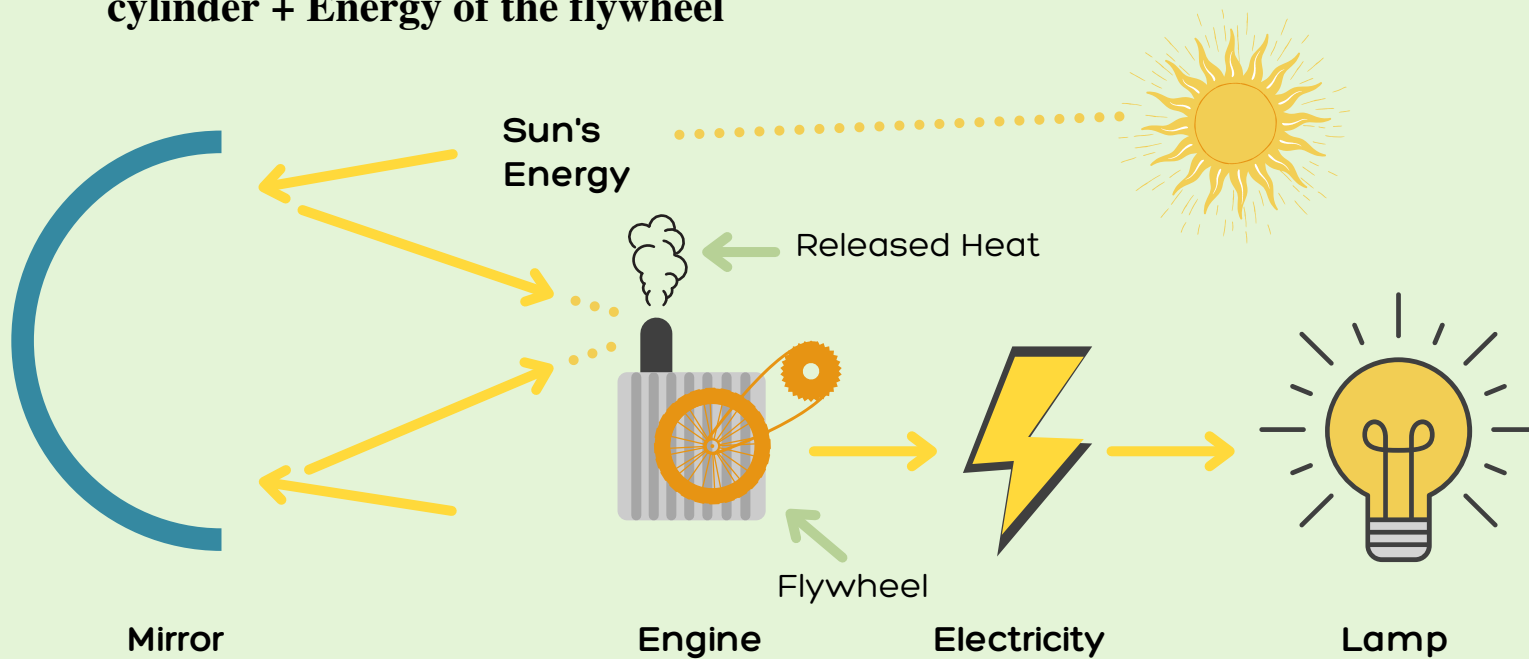 cylinder + Energy of the flywheel
Sun's
Energy
Released Heat
Flywheel
Mirror
Engine
Electricity
Lamp